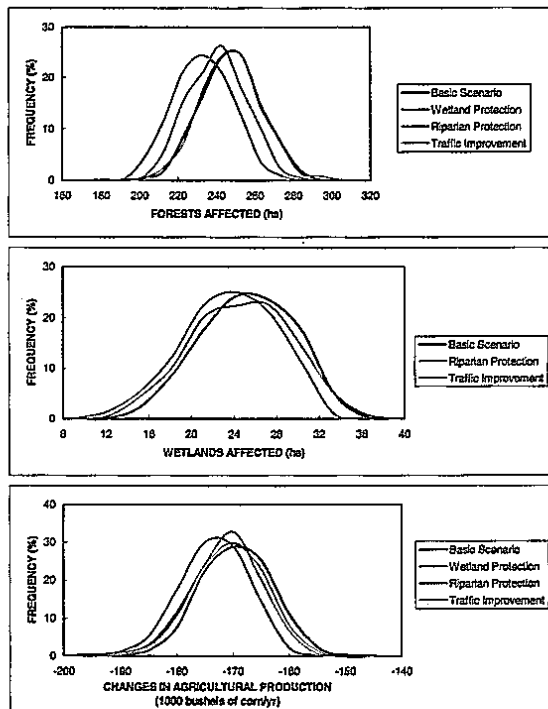 30
20
10
0
FREQUENCY (%)
160 180 200 220 240 260 280 300 320
FORESTS AFFECTED (ha)
Basic Scenario
Wetland Protection
Riparian Protection
Traffic Improvement
30
20
10
0
FREQUENCY (%)
8 12 16 20 24 28 32 36 40
WETLANDS AFFECTED (ha)
Basic Scenario
Riparian Protection
Traffic Improvement
40
30
20
10
0
FREQUENCY (%)
-200 -190 -180 -170 -160 -150 -140
CHANGES IN AGRICULTURAL PRODUCTION
(1000 bushels of corn/yr)
Basic Scenario
Wetland Protection
Riparian Protection
Traffic Improvement